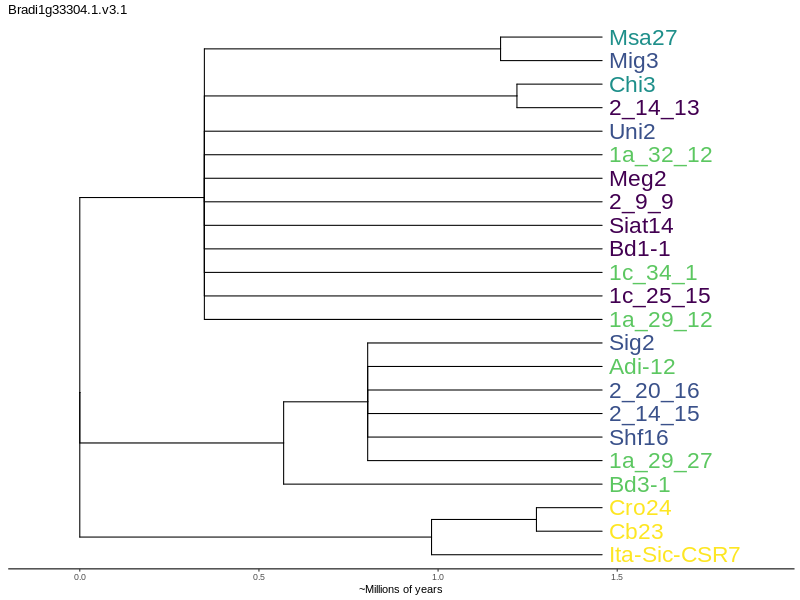 Bradi1g33304.1.v3.1
Msa27
Mig3
Chi3
2_14_13
Uni2
1a_32_12
Meg2
2_9_9
Siat14
Bd1-1
1c_34_1
1c_25_15
1a_29_12
Sig2
Adi-12
2_20_16
2_14_15
Shf16
1a_29_27
Bd3-1
Cro24
Cb23
Ita-Sic-CSR7
0.0 0.5 1.0 1.5
~Millions of years